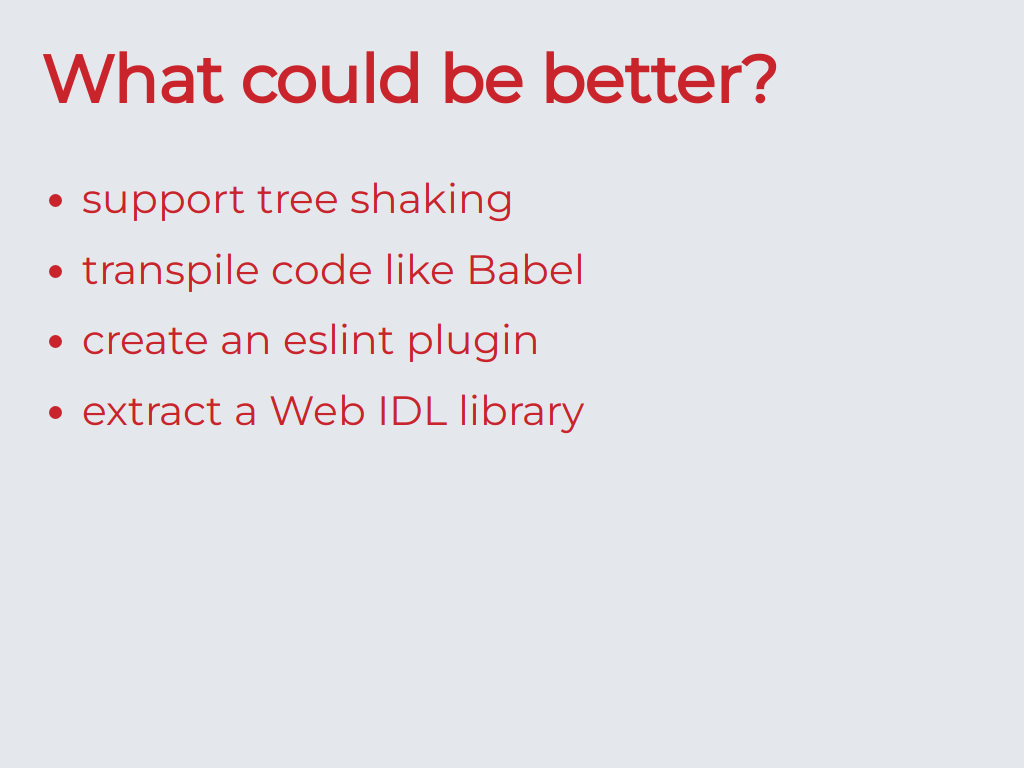 What could be better?
support tree shaking
transpile code like Babel
create an eslint plugin
extract a Web IDL library